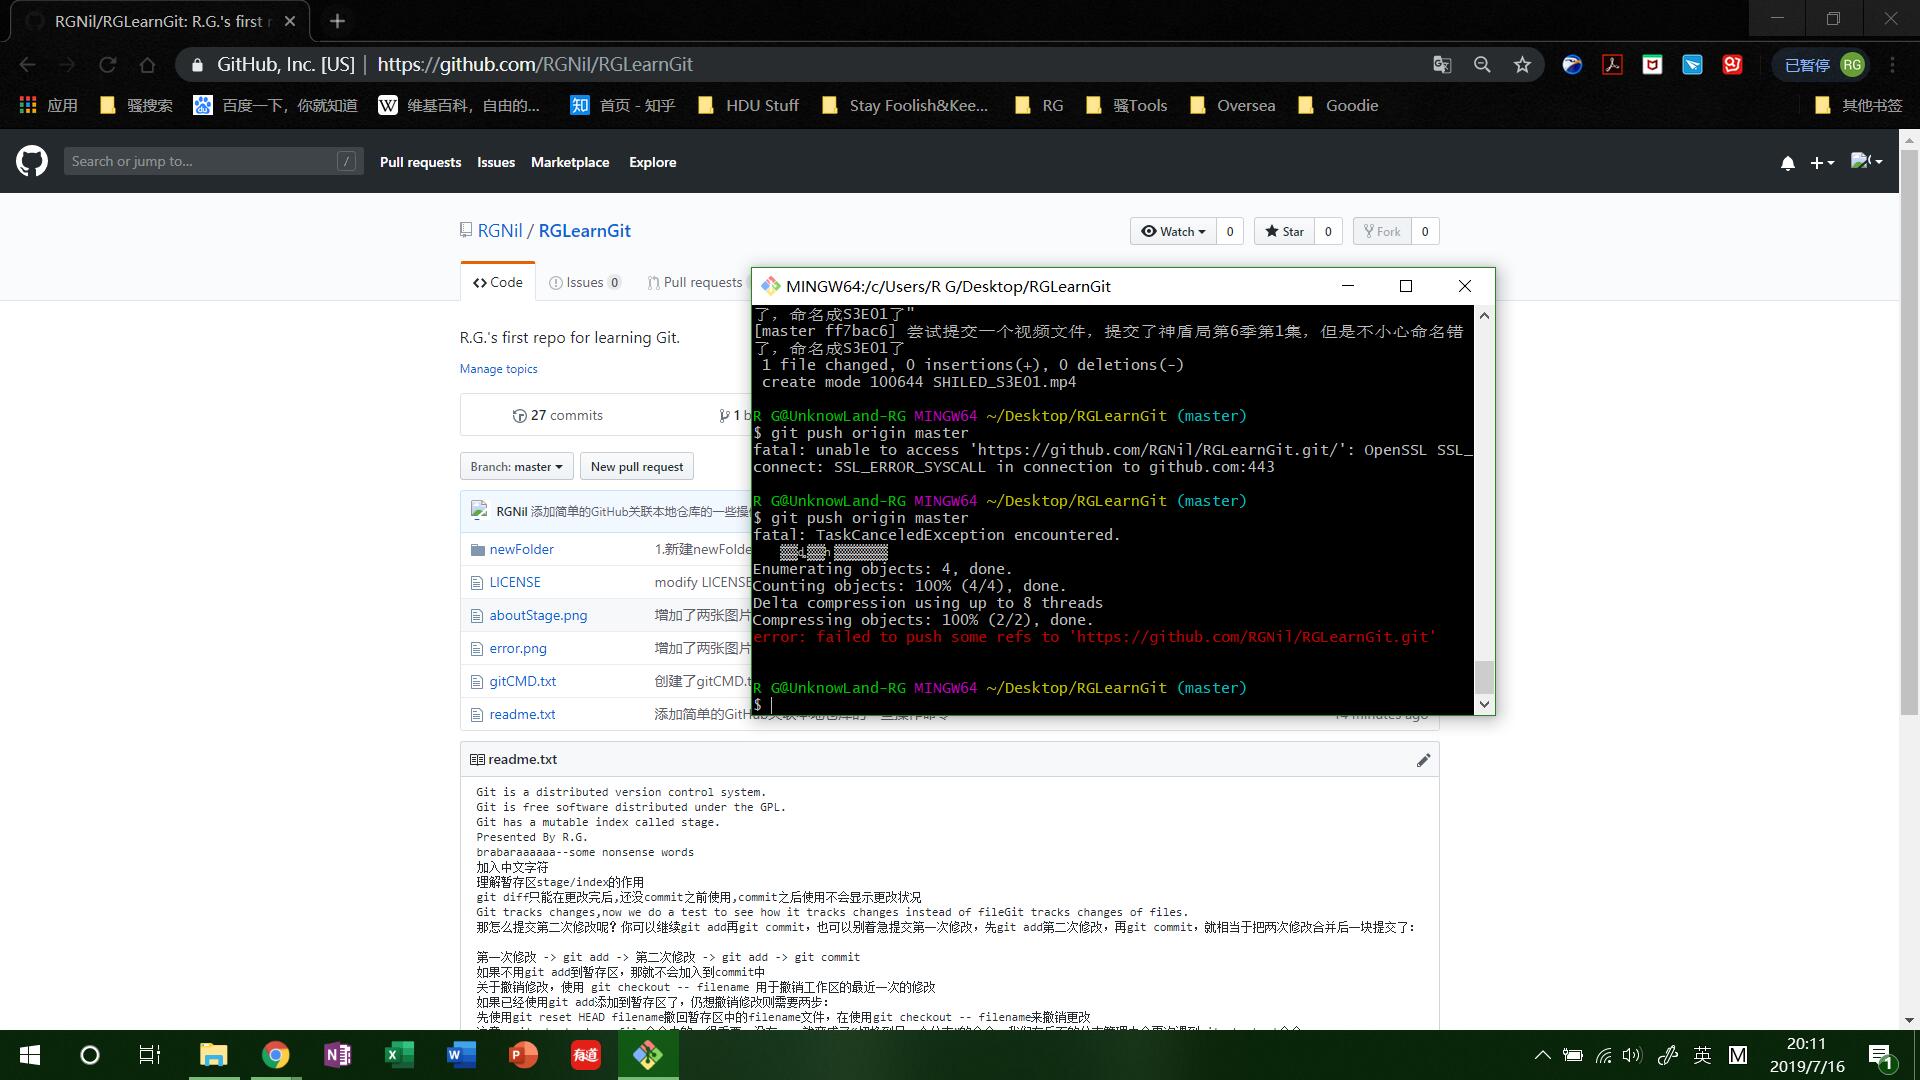 RGNil/RGLearnGit: R.G.'s first r
GitHub, Inc. [US] | https://github.com/RGNil/RGLearnGit
已暂停 RG
应用 骚搜索 百度一下，你就知道 维基百科，自由的... 首页 - 知乎 HDU Stuff Stay Foolish&Kee... RG 骚Tools Oversea Goodie 其他书签
Search or jump to... / Pull requests Issues Marketplace Explore
RGNil / RGLearnGit
Watch 0 Star 0 Fork 0
Code Issues 0 Pull requests
R.G.'s first repo for learning Git.
Manage topics
27 commits 1 b
Branch: master New pull request
RGNil 添加简单的GitHub关联本地仓库的一些操
newFolder 1.新建newFolde
LICENSE modify LICENSE
aboutStage.png 增加了两张图片
error.png 增加了两张图片
gitCMD.txt 创建了gitCMD.t
readme.txt 添加简单的GitH
14 minutes ago
MINGW64:/c/Users/R G/Desktop/RGLearnGit
了，命名成S3E01了"
[master ff7bac6] 尝试提交一个视频文件，提交了神盾局第6季第1集，但是不小心命名错
了，命名成S3E01了
1 file changed, 0 insertions(+), 0 deletions(-)
create mode 100644 SHILED_S3E01.mp4
R G@UnknowLand-RG MINGW64 ~/Desktop/RGLearnGit (master)
$ git push origin master
fatal: unable to access 'https://github.com/RGNil/RGLearnGit.git/': OpenSSL SSL_
connect: SSL_ERROR_SYSCALL in connection to github.com:443
R G@UnknowLand-RG MINGW64 ~/Desktop/RGLearnGit (master)
$ git push origin master
fatal: TaskCanceledException encountered.
Enumerating objects: 4, done.
Counting objects: 100% (4/4), done.
Delta compression using up to 8 threads
Compressing objects: 100% (2/2), done.
error: failed to push some refs to 'https://github.com/RGNil/RGLearnGit.git'
R G@UnknowLand-RG MINGW64 ~/Desktop/RGLearnGit (master)
$
readme.txt
Git is a distributed version control system.
Git is free software distributed under the GPL.
Git has a mutable index called stage.
Presented By R.G.
brabaraaaaaa--some nonsense words
加入中文字符
理解暂存区stage/index的作用
git diff只能在更改完后,还没commit之前使用,commit之后使用不会显示更改状况
Git tracks changes,now we do a test to see how it tracks changes instead of fileGit tracks changes of files.
那怎么提交第二次修改呢？你可以继续git add再git commit，也可以别着急提交第一次修改，先git add第二次修改，再git commit，就相当于把两次修改合并后一块提交了：
第一次修改 -> git add -> 第二次修改 -> git add -> git commit
如果不用git add到暂存区，那就不会加入到commit中
关于撤销修改，使用 git checkout -- filename 用于撤销工作区的最近一次的修改
如果已经使用git add添加到暂存区了，仍想撤销修改则需要两步：
先使用git reset HEAD filename撤回暂存区中的filename文件，在使用git checkout -- filename来撤销更改
有道
英 M 20:11
2019/7/16
1